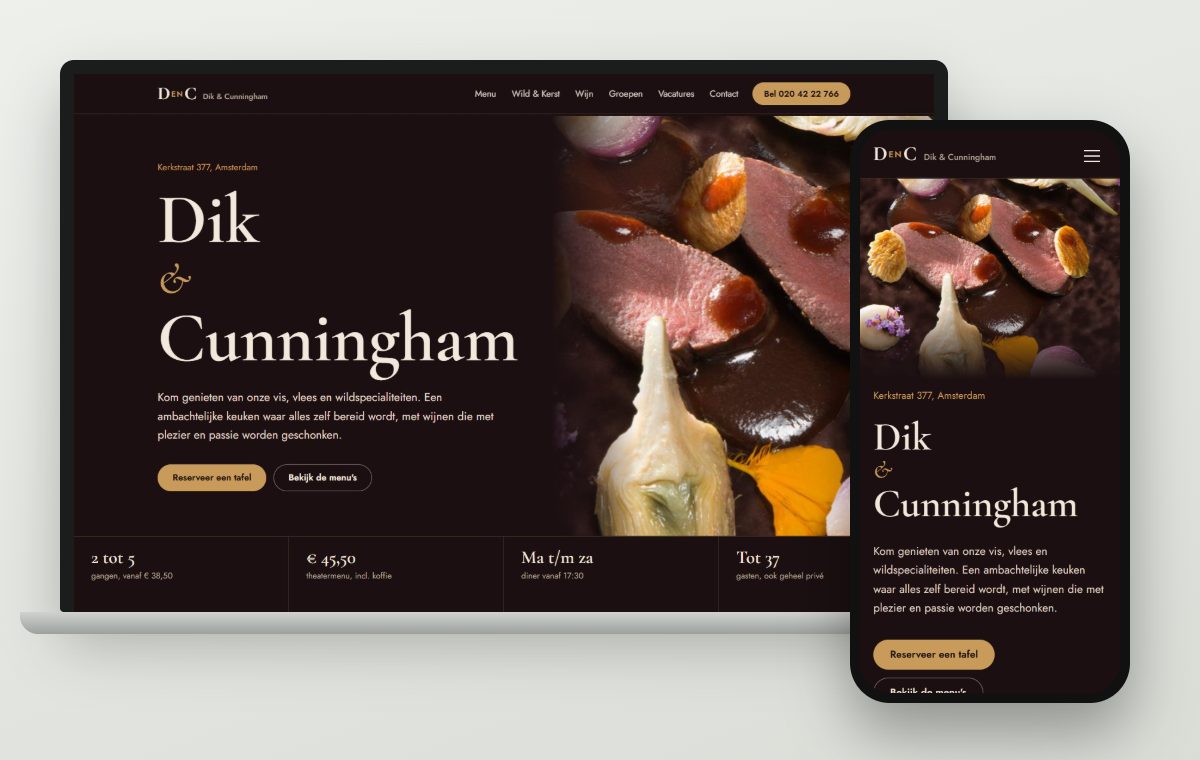 DENC Dik & Cunningham
Menu Wild & Kerst Wijn Groepen Vacatures Contact Bel 020 42 22 766
Kerkstraat 377, Amsterdam
Dik
&
Cunningham
Kom genieten van onze vis, vlees en wildspecialiteiten. Een
ambachtelijke keuken waar alles zelf bereid wordt, met wijnen die met
plezier en passie worden geschonken.
Reserveer een tafel Bekijk de menu's
2 tot 5
gangen, vanaf € 38,50
€ 45,50
theatermenu, incl. koffie
Ma t/m za
diner vanaf 17:30
Tot 37
gasten, ook geheel privé
DENC Dik & Cunningham
Kerkstraat 377, Amsterdam
Dik
&
Cunningham
Kom genieten van onze vis, vlees en
wildspecialiteiten. Een ambachtelijke keuken
waar alles zelf bereid wordt, met wijnen die met
plezier en passie worden geschonken.
Reserveer een tafel
Bekijk de menu's